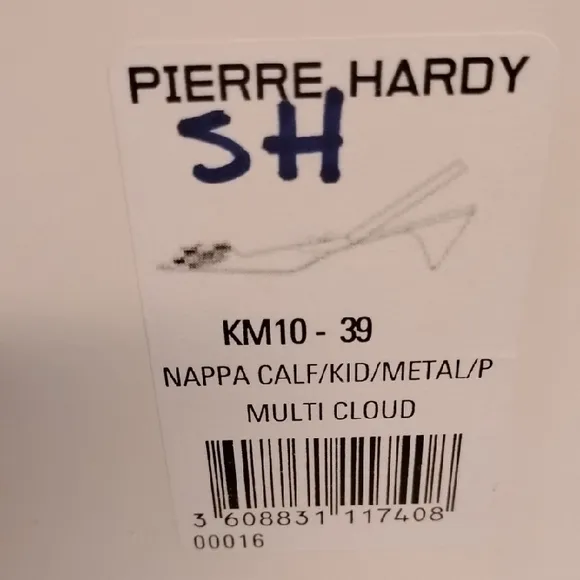 PIERRE HARDY
SH
KM10 - 39
NAPPA CALF/KID/METAL/P
MULTI CLOUD
3 608831 117408
00016